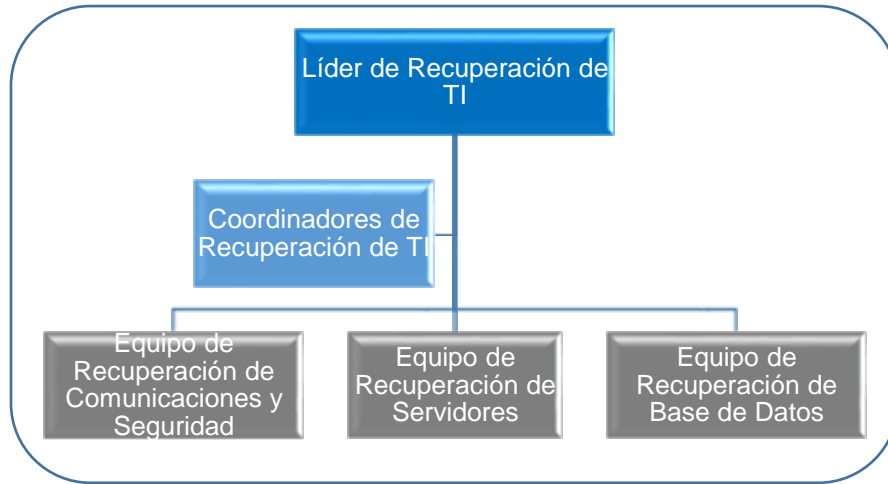 Líder de Recuperación de
TI
Coordinadores de
Recuperación de TI
Equipo de
Recuperación de
Comunicaciones y
Seguridad
Equipo de
Recuperación de
Servidores
Equipo de
Recuperación de
Base de Datos